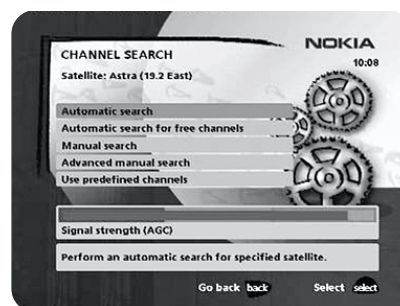 NOKIA
CHANNEL SEARCH
10:08
Satellite: Astra (19.2 East)
Automatic search
Automatic search for free channels
Manual search
Advanced manual search
Use predefined channels
Signal strength (AGC)
Perform an automatic search for specified satellite.
Go back back Select select